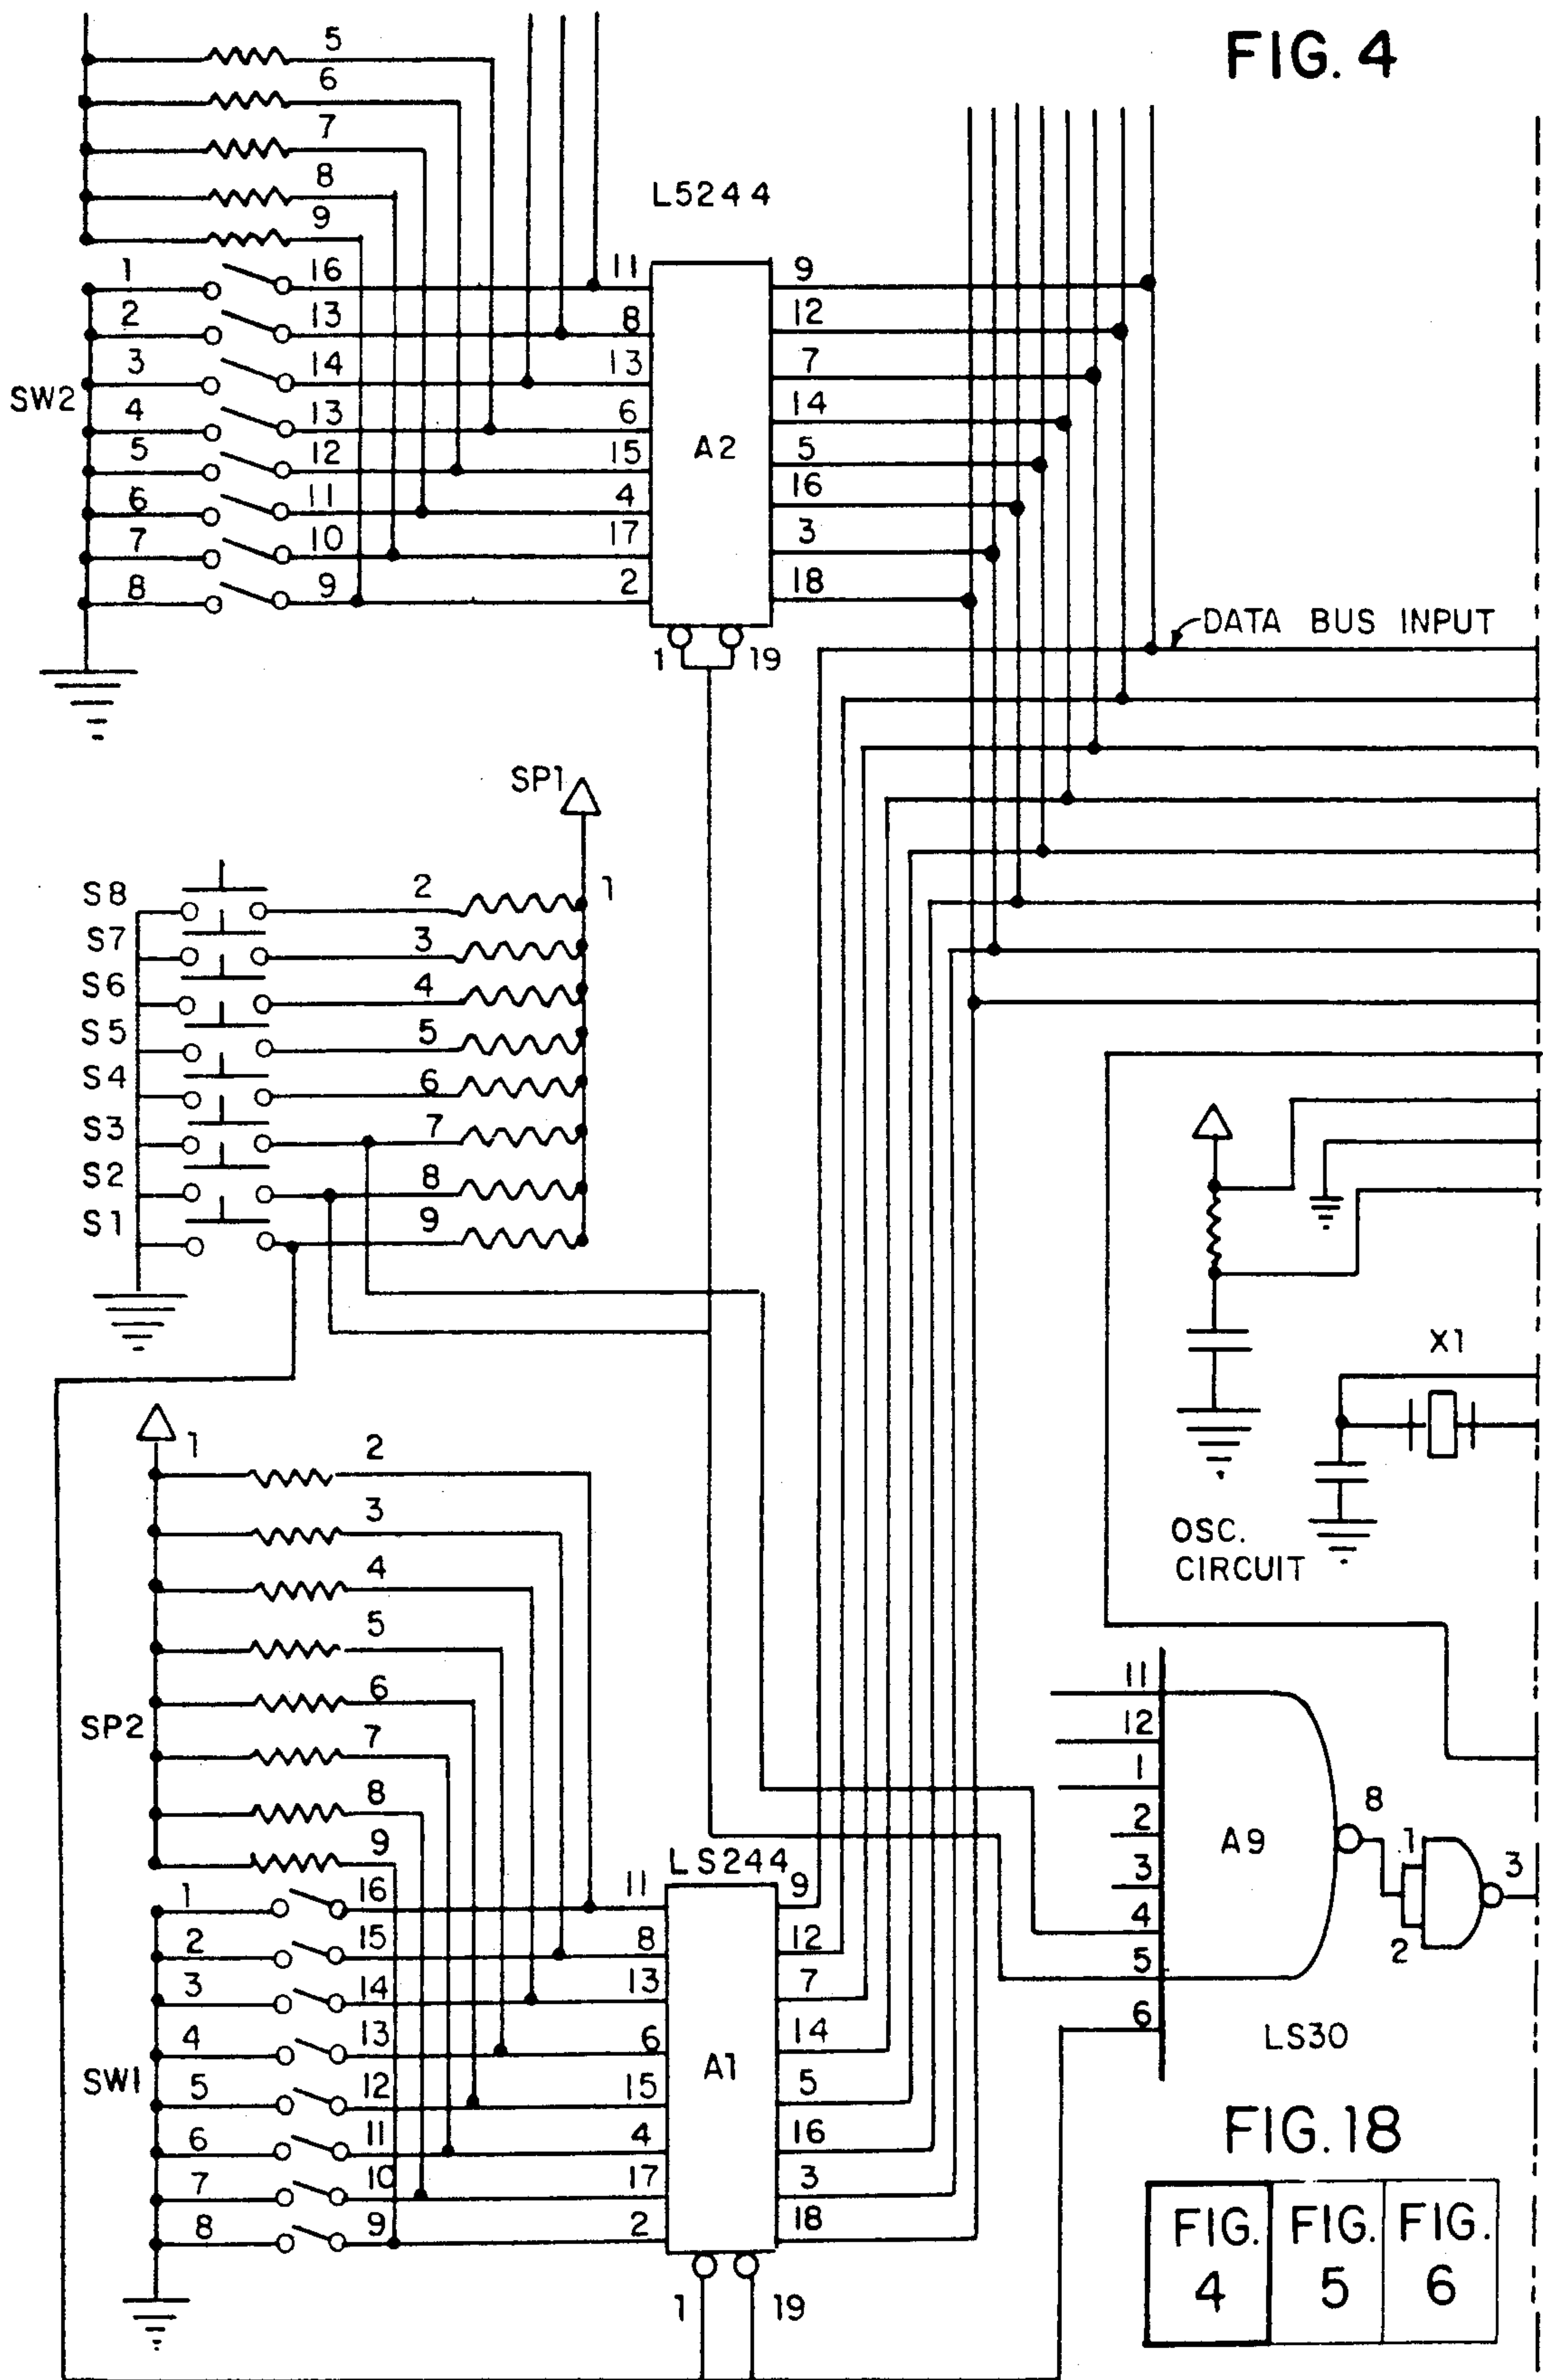 FIG. 4
5
6
7
8
9
L5244
1 16 11 9
2 13 8 12
3 14 13 7
SW2
4 13 6 14
A2
5 12 15 5
6 11 4 16
7 10 17 3
8 9 2 18
1 19
DATA BUS INPUT
SP1
1
S8 2
S7 3
S6 4
S5 5
S4 6
S3 7
S2 8
S1 9
X1
OSC.
CIRCUIT
1
2
3
4
5
6
SP2
7
8
9
11
12
1
2
3
4
5
6
A9
8
1
2
3
LS30
LS244
1 16 11 9
2 15 8 12
3 14 13 7
4 13 6 14
SW1
A1
5 12 15 5
6 11 4 16
7 10 17 3
8 9 2 18
1 19
FIG. 18
FIG. FIG. FIG.
4 5 6